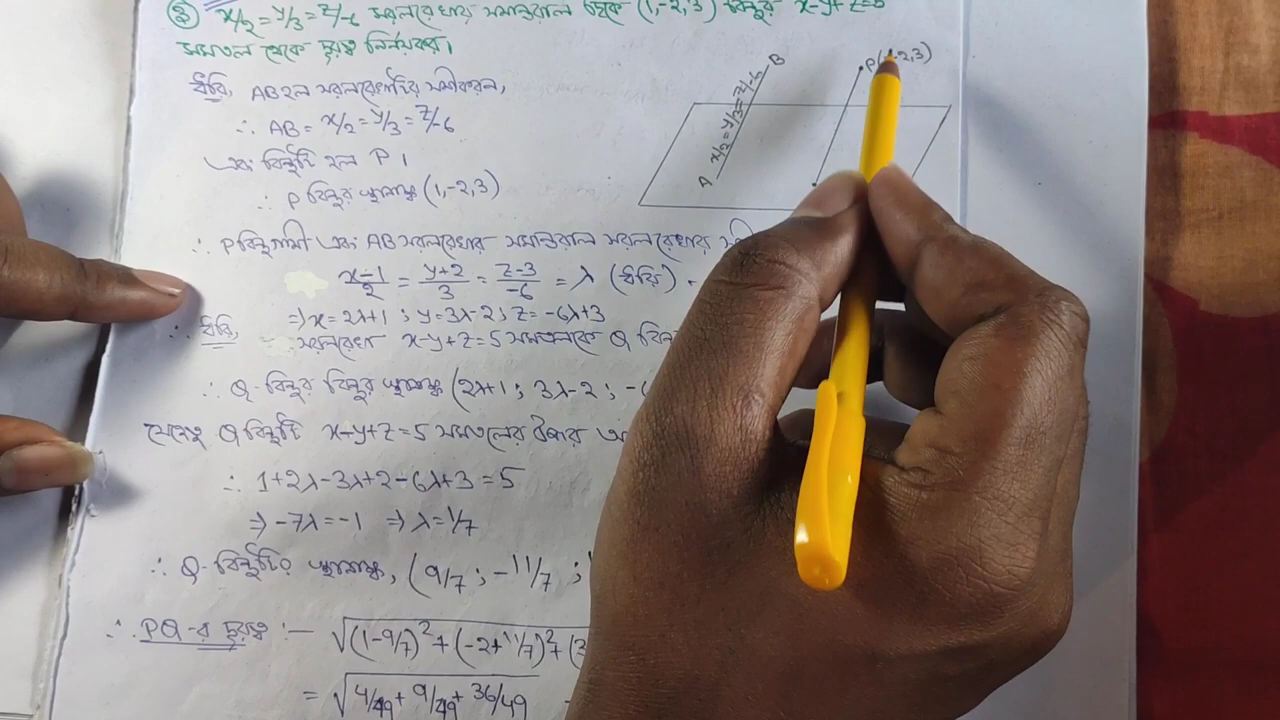 ② x/2 = y/3 = z/-6 সরলরেখার সমান্তরাল (1,-2,3) বিন্দুর x-y+z=5
সমতল থেকে দূরত্ব নির্ণয় কর।
ধরি, AB হল সরলরেখাটির সমীকরন,
∴ AB = x/2 = y/3 = z/-6
এবং বিন্দুটি হল P।
∴ P বিন্দুর স্থানাঙ্ক (1,-2,3)
∴ P বিন্দুগামী এবং AB সরলরেখার সমান্তরাল সরলরেখার
x-1/2 = y+2/3 = z-3/-6 = λ (ধরি)
⇒ x = 2λ+1 ; y = 3λ-2 ; z = -6λ+3
∴ ধরি, সরলরেখা x-y+z=5 সমতলকে Q
∴ Q বিন্দুর বিন্দুর স্থানাঙ্ক (2λ+1 ; 3λ-2 ;
যেহেতু Q বিন্দুটি x-y+z=5 সমতলের উপর
∴ 1+2λ-3λ+2-6λ+3 = 5
⇒ -7λ = -1 ⇒ λ = 1/7
∴ Q বিন্দুটির স্থানাঙ্ক, (9/7 ; -11/7 ;
∴ PQ-র দূরত্ব :- √(1-9/7)² + (-2+11/7)² + (3
= √4/49 + 9/49 + 36/49
A x/2 = y/3 = z/-6 B
P(1,-2,3)